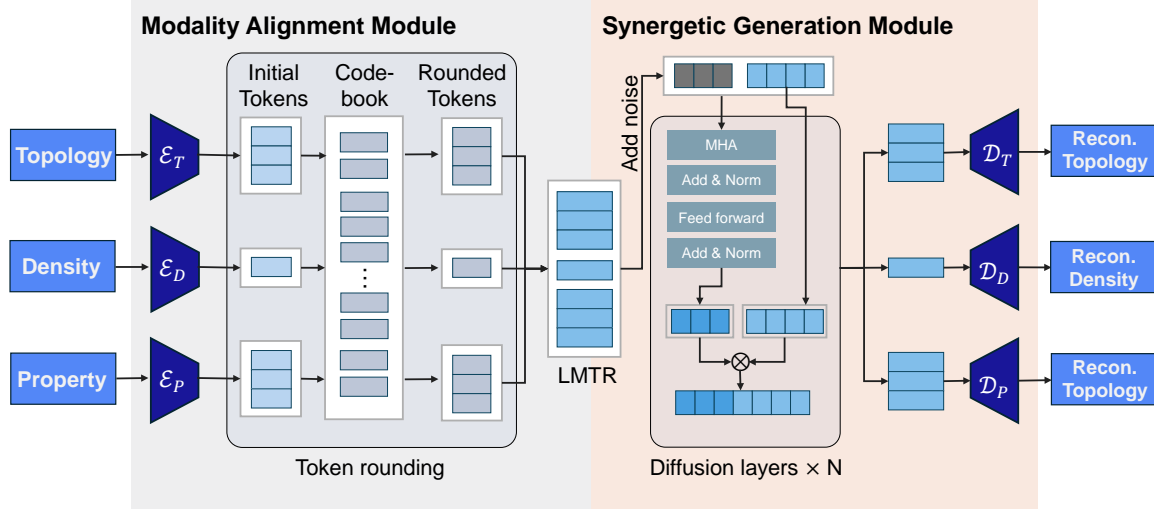 Modality Alignment Module
Synergetic Generation Module
Initial
Tokens
Code-
book
Rounded
Tokens
Add noise
Topology
ℰ_T
Density
ℰ_D
Property
ℰ_P
⋮
LMTR
Token rounding
MHA
Add & Norm
Feed forward
Add & Norm
⊗
Diffusion layers × N
𝒟_T
Recon.
Topology
𝒟_D
Recon.
Density
𝒟_P
Recon.
Topology